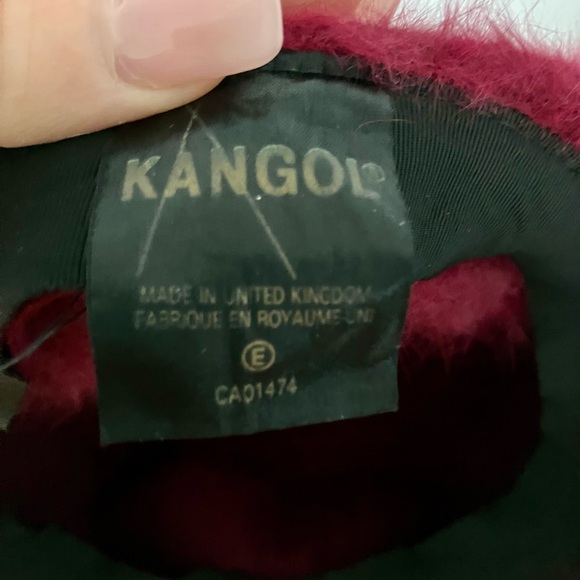 KANGOL®
MADE IN UNITED KINGDOM
FABRIQUE EN ROYAUME-UNI
E
CA01474